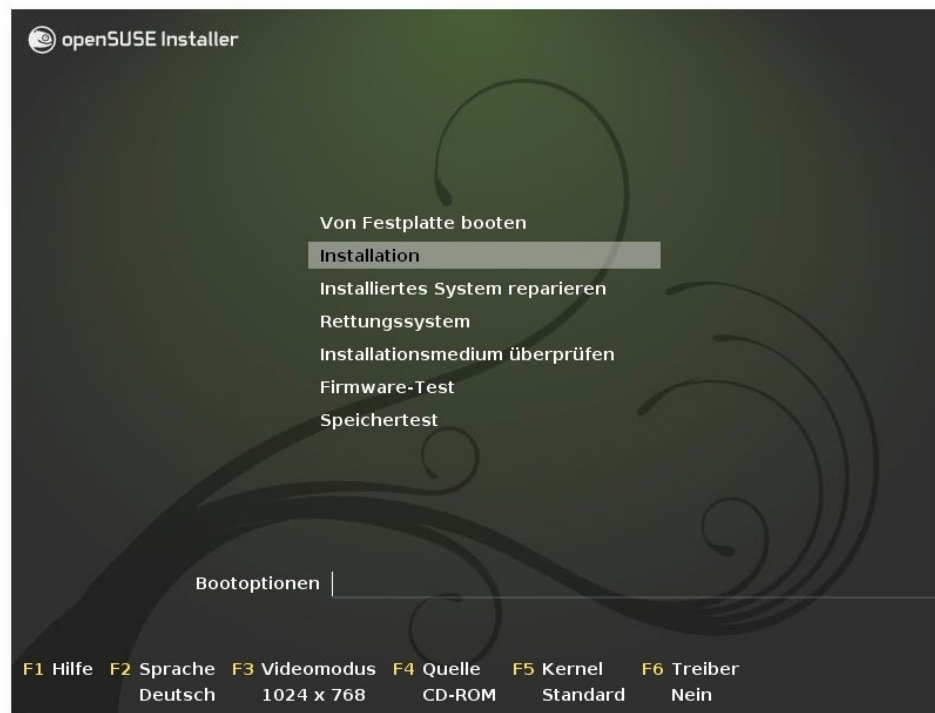 openSUSE Installer
Von Festplatte booten
Installation
Installiertes System reparieren
Rettungssystem
Installationsmedium überprüfen
Firmware-Test
Speichertest
Bootoptionen
F1 Hilfe F2 Sprache F3 Videomodus F4 Quelle F5 Kernel F6 Treiber
Deutsch 1024 x 768 CD-ROM Standard Nein